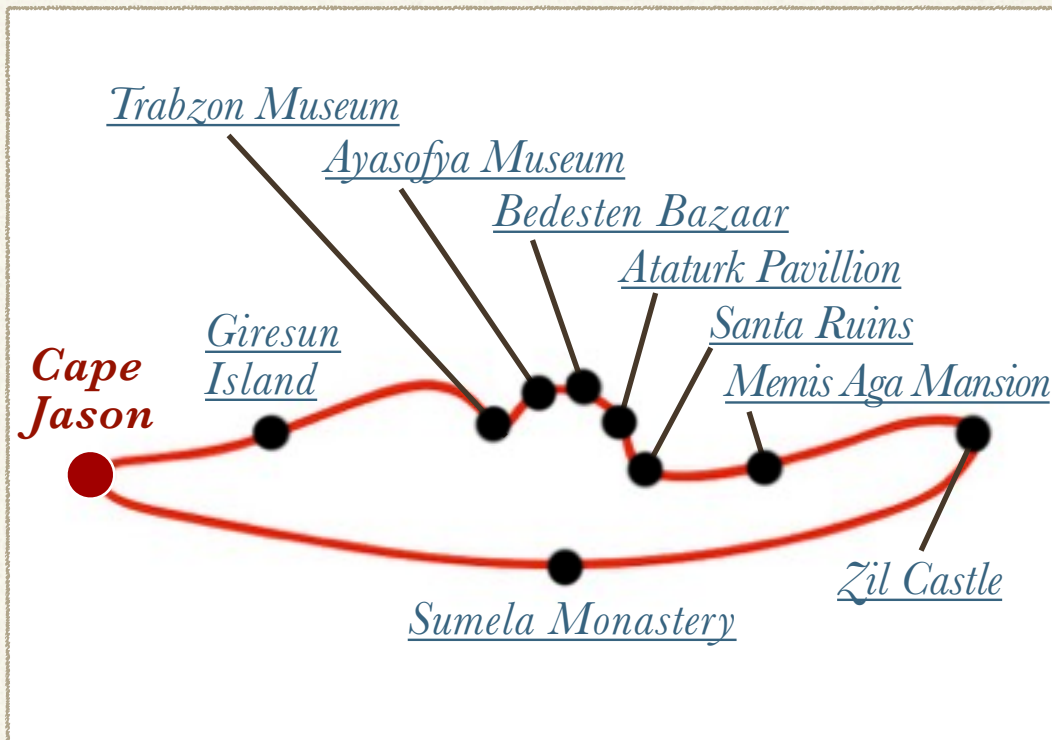 Trabzon Museum
Ayasofya Museum
Bedesten Bazaar
Ataturk Pavillion
Santa Ruins
Giresun
Island
Memis Aga Mansion
Cape
Jason
Zil Castle
Sumela Monastery